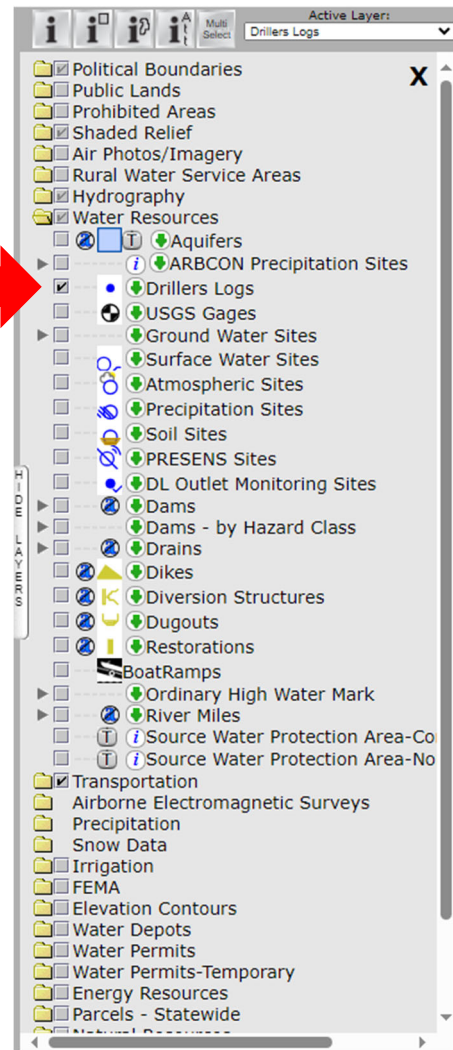 Active Layer:
Multi Select
Drillers Logs
X
Political Boundaries
Public Lands
Prohibited Areas
Shaded Relief
Air Photos/Imagery
Rural Water Service Areas
Hydrography
Water Resources
T Aquifers
i ARBCON Precipitation Sites
Drillers Logs
USGS Gages
Ground Water Sites
Surface Water Sites
Atmospheric Sites
Precipitation Sites
Soil Sites
PRESENS Sites
DL Outlet Monitoring Sites
Dams
Dams - by Hazard Class
Drains
Dikes
Diversion Structures
Dugouts
Restorations
BoatRamps
Ordinary High Water Mark
River Miles
T i Source Water Protection Area-Co
T i Source Water Protection Area-No
Transportation
Airborne Electromagnetic Surveys
Precipitation
Snow Data
Irrigation
FEMA
Elevation Contours
Water Depots
Water Permits
Water Permits-Temporary
Energy Resources
Parcels - Statewide
Natural Resources
HIDE LAYERS